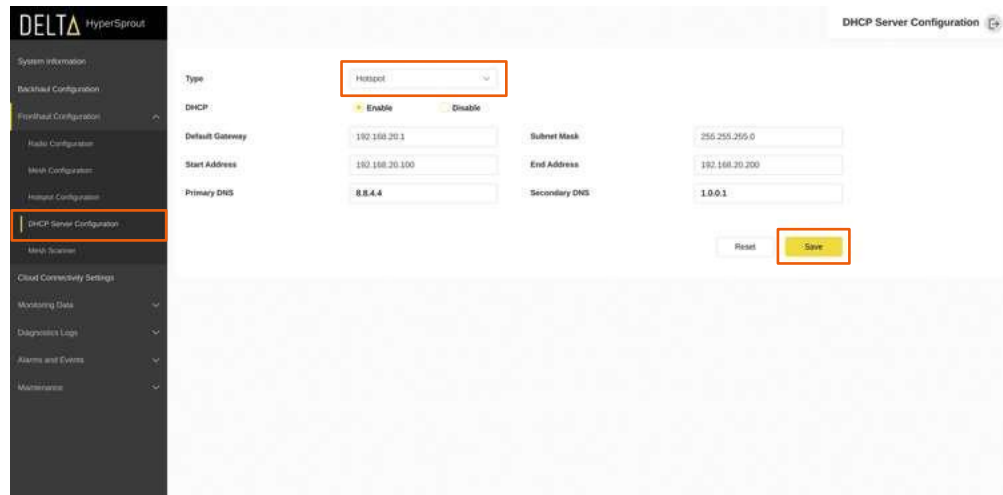 DELTA HyperSprout
DHCP Server Configuration
System Information
Backhaul Configuration
Fronthaul Configuration
Radio Configuration
Mesh Configuration
Hotspot Configuration
DHCP Server Configuration
Mesh Scanner
Cloud Connectivity Settings
Monitoring Data
Diagnostics Logs
Alarms and Events
Maintenance
Type Hotspot
DHCP Enable Disable
Default Gateway 192.168.20.1 Subnet Mask 255.255.255.0
Start Address 192.168.20.100 End Address 192.168.20.200
Primary DNS 8.8.4.4 Secondary DNS 1.0.0.1
Reset Save